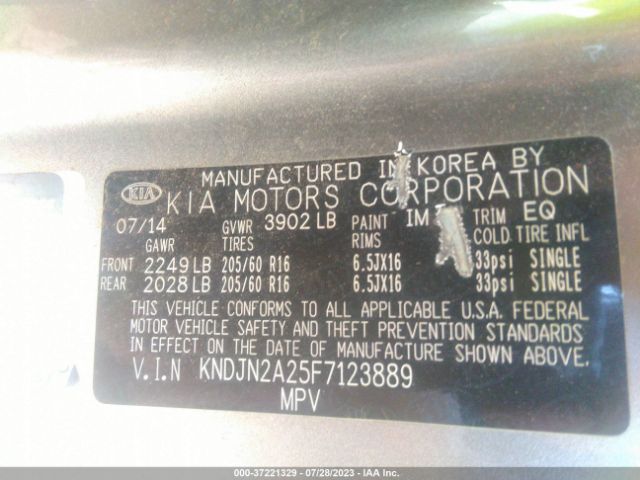 MANUFACTURED IN KOREA BY
KIA KIA MOTORS CORPORATION
07/14 GVWR 3902 LB PAINT IM TRIM EQ
GAWR TIRES RIMS COLD TIRE INFL
FRONT 2249 LB 205/60 R16 6.5JX16 33psi SINGLE
REAR 2028 LB 205/60 R16 6.5JX16 33psi SINGLE
THIS VEHICLE CONFORMS TO ALL APPLICABLE U.S.A. FEDERAL
MOTOR VEHICLE SAFETY AND THEFT PREVENTION STANDARDS
IN EFFECT ON THE DATE OF MANUFACTURE SHOWN ABOVE.
V.I.N KNDJN2A25F7123889
MPV
© COPYRIGHT - 37221329 - 07/28/2023 - IAA Inc.